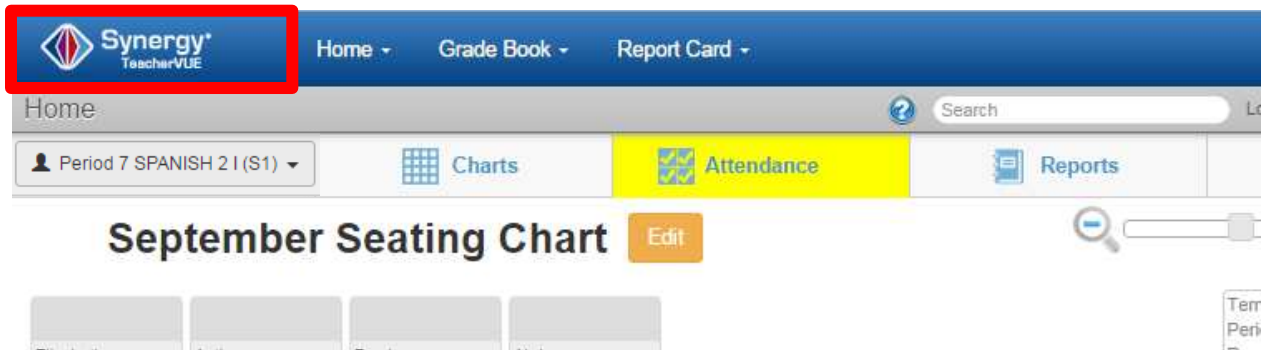 Synergy
TeacherVUE
Home
Grade Book
Report Card
Home
Search
Period 7 SPANISH 2 I (S1)
Charts
Attendance
Reports
September Seating Chart
Edit